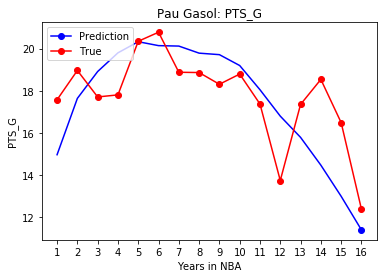 Pau Gasol: PTS_G
Prediction
True
PTS_G
20
18
16
14
12
1 2 3 4 5 6 7 8 9 10 11 12 13 14 15 16
Years in NBA